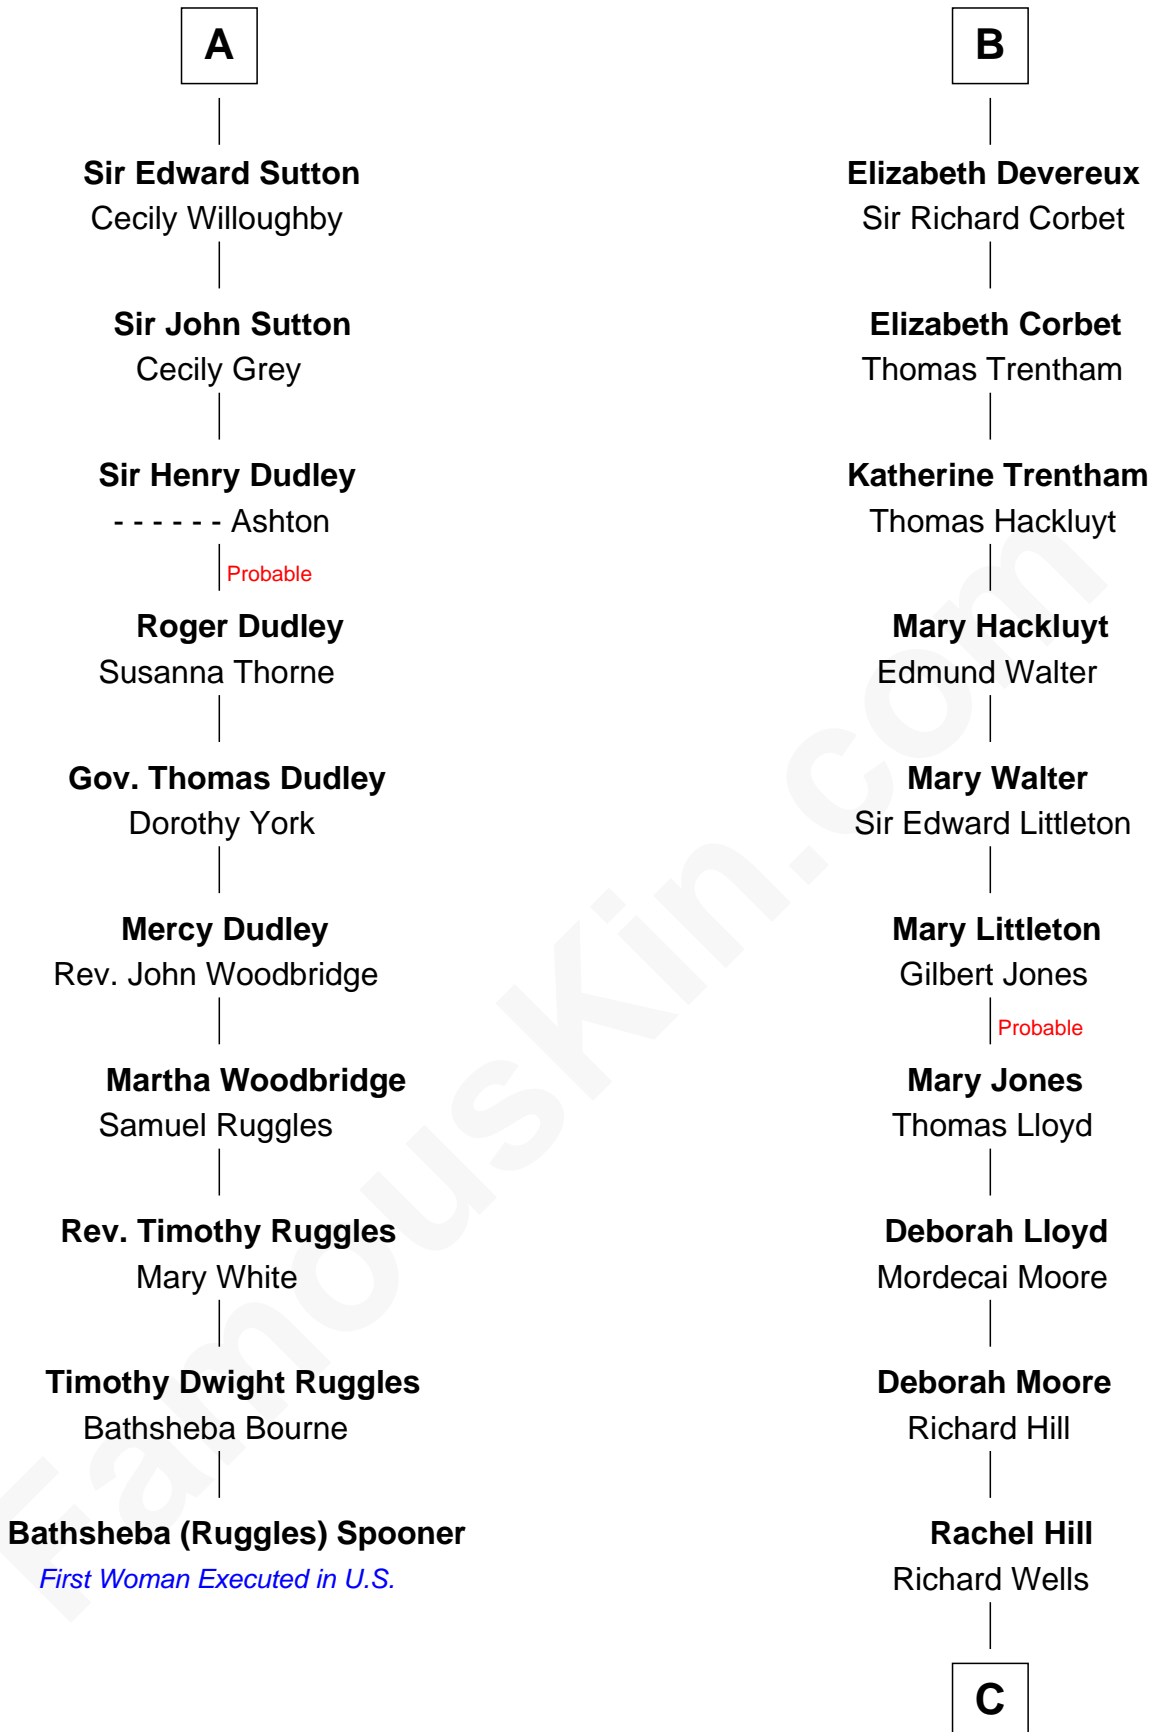 A
Sir Edward Sutton
Cecily Willoughby
Sir John Sutton
Cecily Grey
Sir Henry Dudley
- - - - - - Ashton
Probable
Roger Dudley
Susanna Thorne
Gov. Thomas Dudley
Dorothy York
Mercy Dudley
Rev. John Woodbridge
Martha Woodbridge
Samuel Ruggles
Rev. Timothy Ruggles
Mary White
Timothy Dwight Ruggles
Bathsheba Bourne
Bathsheba (Ruggles) Spooner
First Woman Executed in U.S.
B
Elizabeth Devereux
Sir Richard Corbet
Elizabeth Corbet
Thomas Trentham
Katherine Trentham
Thomas Hackluyt
Mary Hackluyt
Edmund Walter
Mary Walter
Sir Edward Littleton
Mary Littleton
Gilbert Jones
Probable
Mary Jones
Thomas Lloyd
Deborah Lloyd
Mordecai Moore
Deborah Moore
Richard Hill
Rachel Hill
Richard Wells
C
FamousKin.com